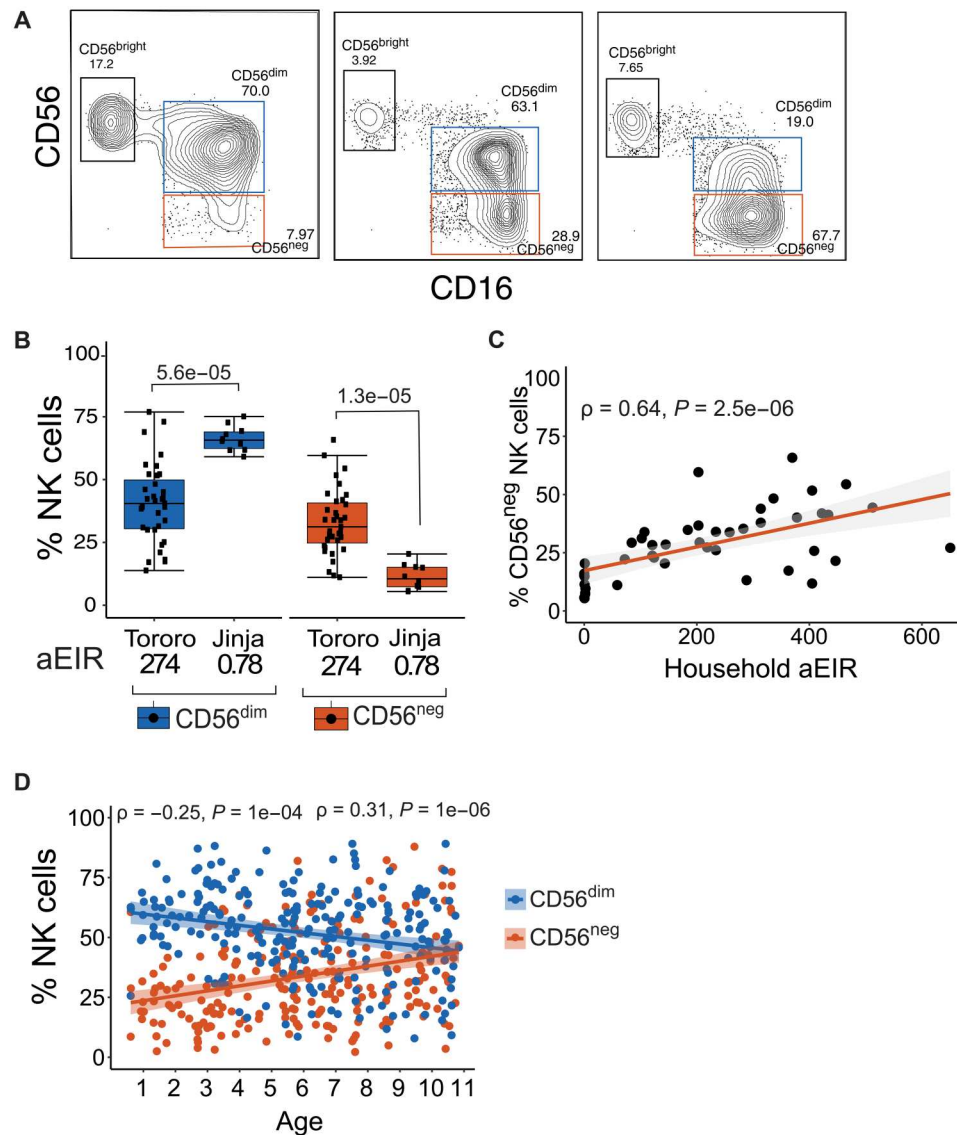 A
CD56
CD56bright
17.2
CD56dim
70.0
7.97
CD56neg
CD56bright
3.92
CD56dim
63.1
28.9
CD56neg
CD56bright
7.65
CD56dim
19.0
67.7
CD56neg
CD16
B
% NK cells
100
75
50
25
0
5.6e−05
1.3e−05
Tororo Jinja Tororo Jinja
aEIR 274 0.78 274 0.78
CD56dim CD56neg
C
% CD56neg NK cells
100
75
50
25
0
ρ = 0.64, P = 2.5e−06
0 200 400 600
Household aEIR
D
% NK cells
100
75
50
25
0
ρ = −0.25, P = 1e−04 ρ = 0.31, P = 1e−06
1 2 3 4 5 6 7 8 9 10 11
Age
CD56dim
CD56neg